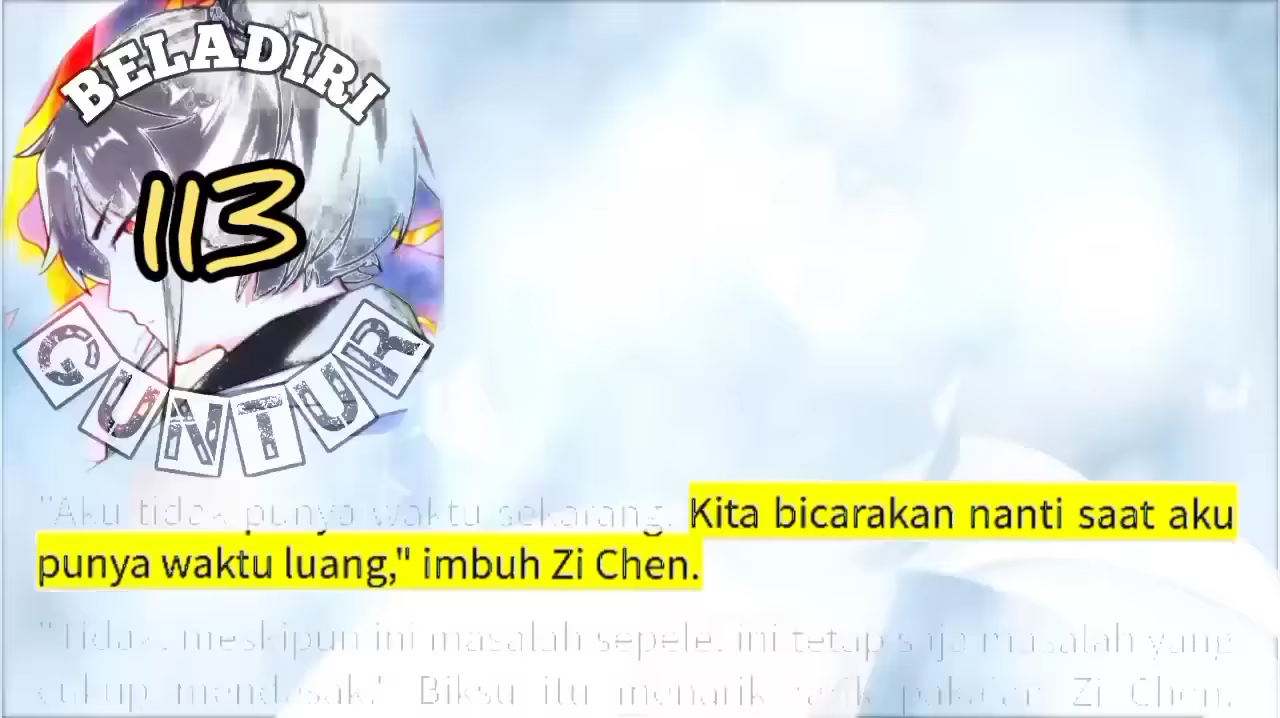 BELADIRI
113
GUNTUR
"Aku tidak punya waktu sekarang. Kita bicarakan nanti saat aku
punya waktu luang," imbuh Zi Chen.
"Tidak, meskipun ini masalah sepele, ini tetap saja masalah yang
cukup mendesak." Biksu itu menarik-narik pakaian Zi Chen.